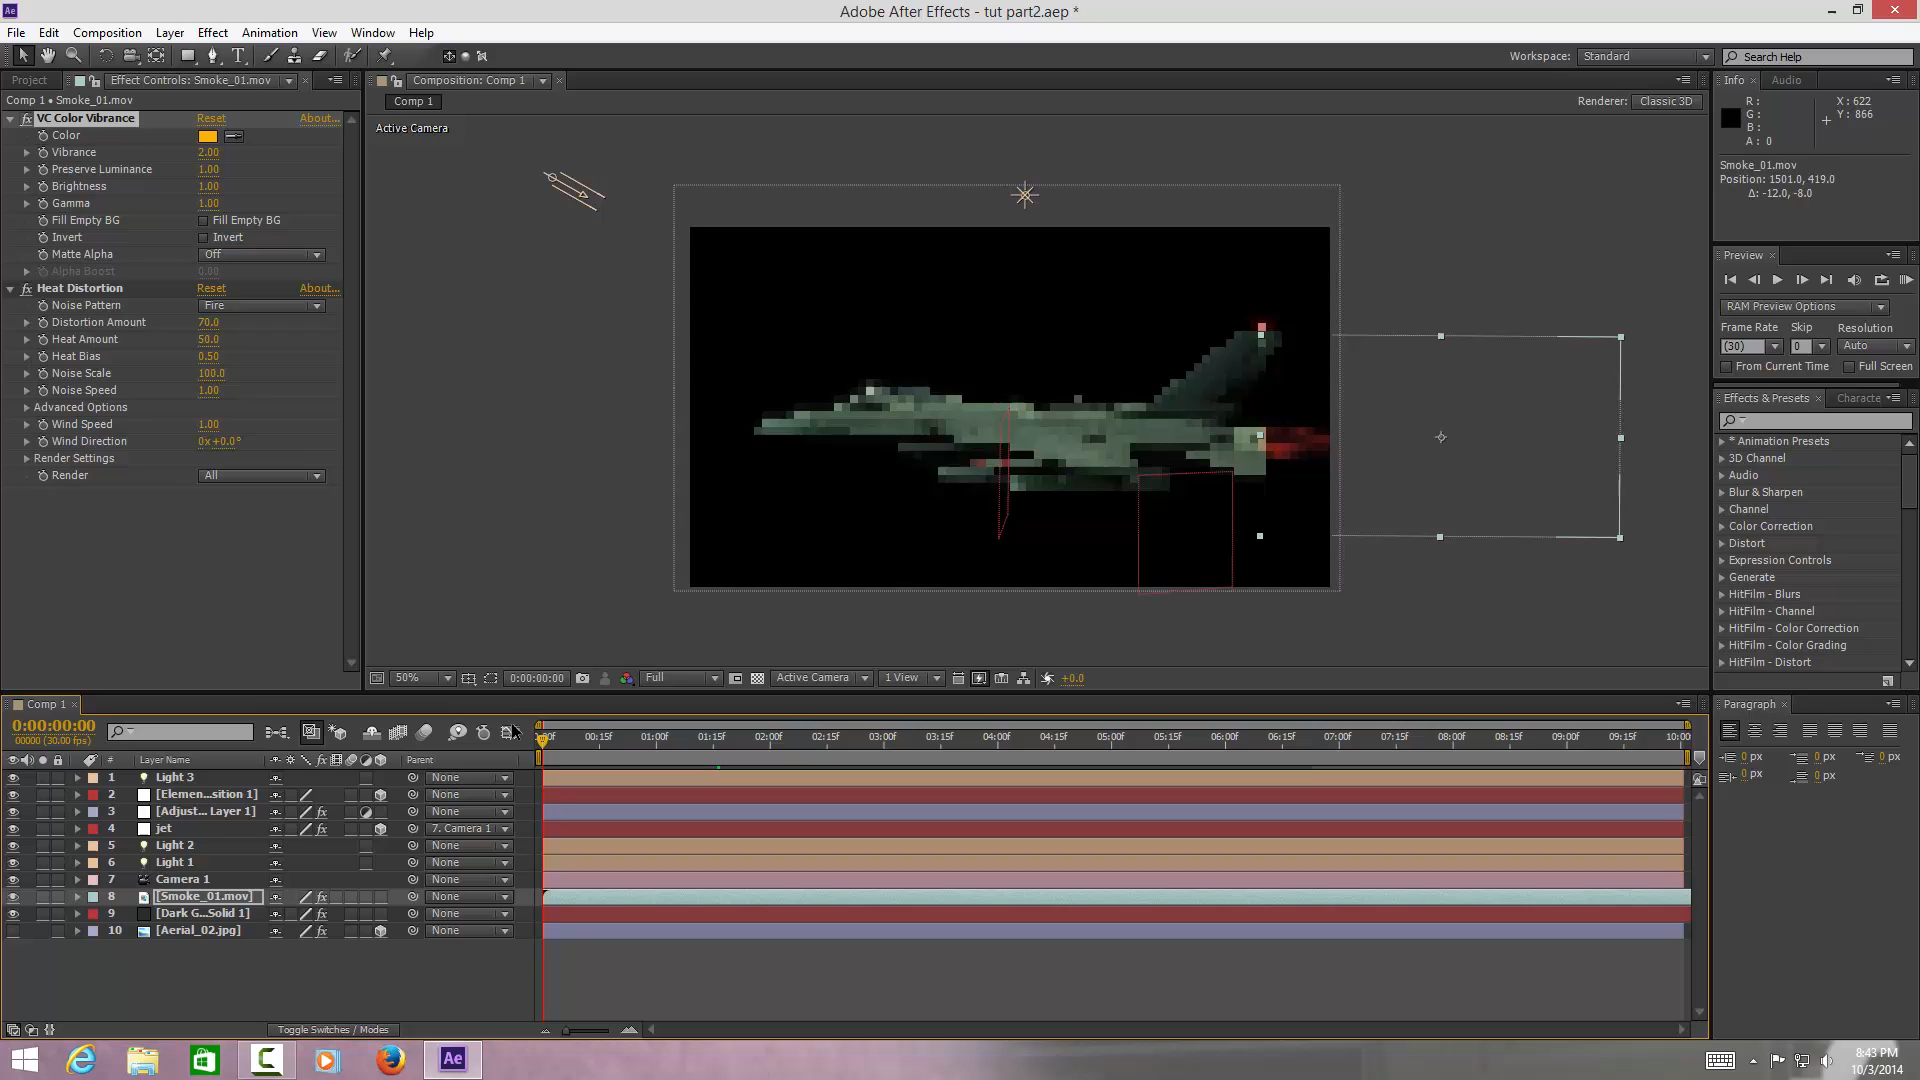 Ae
Adobe After Effects - tut part2.aep *
File Edit Composition Layer Effect Animation View Window Help
T
Workspace: Standard
Search Help
Project
Effect Controls: Smoke_01.mov
Comp 1 • Smoke_01.mov
fx VC Color Vibrance Reset About...
Color
Vibrance 2.00
Preserve Luminance 1.00
Brightness 1.00
Gamma 1.00
Fill Empty BG Fill Empty BG
Invert Invert
Matte Alpha Off
Alpha Boost 0.00
fx Heat Distortion Reset About...
Noise Pattern Fire
Distortion Amount 70.0
Heat Amount 50.0
Heat Bias 0.50
Noise Scale 100.0
Noise Speed 1.00
Advanced Options
Wind Speed 1.00
Wind Direction 0x+0.0°
Render Settings
Render All
Composition: Comp 1
Comp 1
Renderer: Classic 3D
Active Camera
50% 0:00:00:00 Full Active Camera 1 View +0.0
Info Audio
R: X: 622
G: Y: 866
B:
A: 0
Smoke_01.mov
Position: 1501.0, 419.0
Δ: -12.0, -8.0
Preview
RAM Preview Options
Frame Rate Skip Resolution
(30) 0 Auto
From Current Time Full Screen
Effects & Presets Characte
* Animation Presets
3D Channel
Audio
Blur & Sharpen
Channel
Color Correction
Distort
Expression Controls
Generate
HitFilm - Blurs
HitFilm - Channel
HitFilm - Color Correction
HitFilm - Color Grading
HitFilm - Distort
Paragraph
0 px 0 px 0 px
0 px 0 px
Comp 1
0:00:00:00
00000 (30.00 fps)
00:15f 01:00f 01:15f 02:00f 02:15f 03:00f 03:15f 04:00f 04:15f 05:00f 05:15f 06:00f 06:15f 07:00f 07:15f 08:00f 08:15f 09:00f 09:15f 10:00
# Layer Name fx Parent
1 Light 3 None
2 [Elemen...sition 1] None
3 [Adjust... Layer 1] fx None
4 jet fx 7. Camera 1
5 Light 2 None
6 Light 1 None
7 Camera 1 None
8 [Smoke_01.mov] fx None
9 [Dark G...Solid 1] fx None
10 [Aerial_02.jpg] fx None
Toggle Switches / Modes
Ae
8:43 PM
10/3/2014